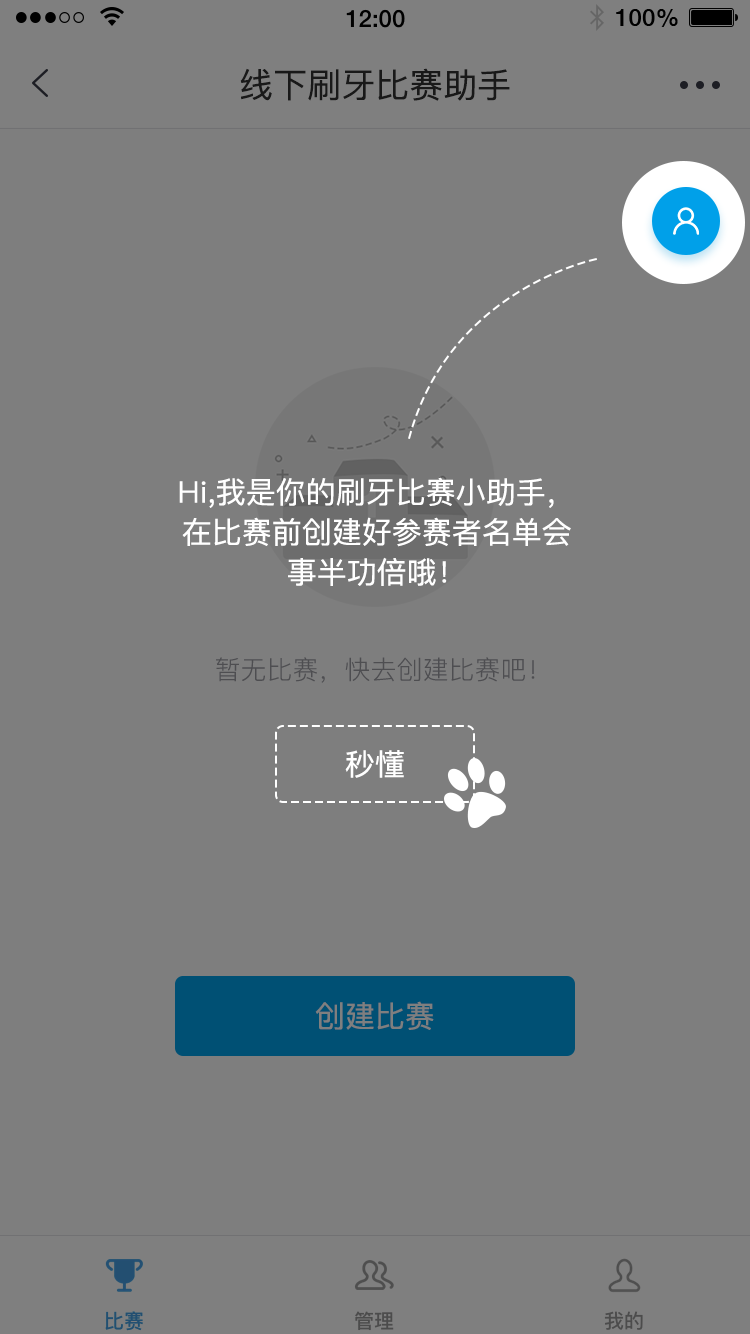 12:00
100%
线下刷牙比赛助手
Hi,我是你的刷牙比赛小助手，
在比赛前创建好参赛者名单会
事半功倍哦！
暂无比赛，快去创建比赛吧！
秒懂
创建比赛
比赛
管理
我的